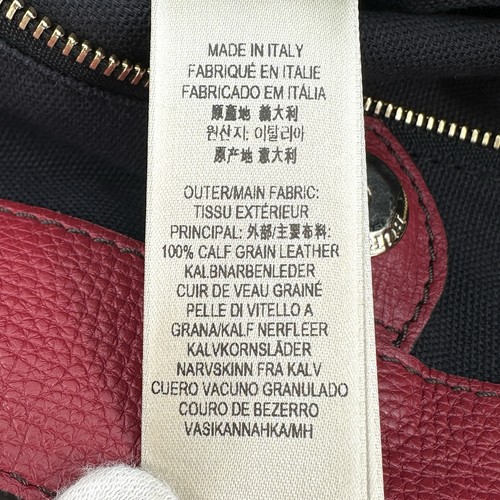 MADE IN ITALY
FABRIQUÉ EN ITALIE
FABRICADO EM ITÁLIA
原產地 義大利
원산지: 이탈리아
原产地 意大利
OUTER/MAIN FABRIC:
TISSU EXTÉRIEUR
PRINCIPAL: 外部/主要布料:
100% CALF GRAIN LEATHER
KALBNARBENLEDER
CUIR DE VEAU GRAINÉ
PELLE DI VITELLO A
GRANA/KALF NERFLEER
KALVKORNSLÄDER
NARVSKINN FRA KALV
CUERO VACUNO GRANULADO
COURO DE BEZERRO
VASIKANNAHKA/MH